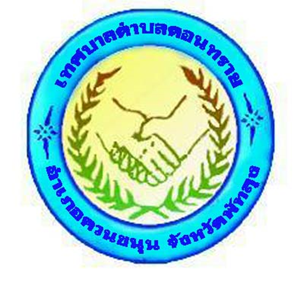 เทศบาลตำบลดอนทราย
อำเภอควนขนุน จังหวัดพัทลุง